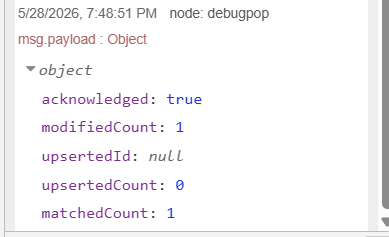 5/28/2026, 7:48:51 PM node: debugpop
msg.payload : Object
object
acknowledged: true
modifiedCount: 1
upsertedId: null
upsertedCount: 0
matchedCount: 1